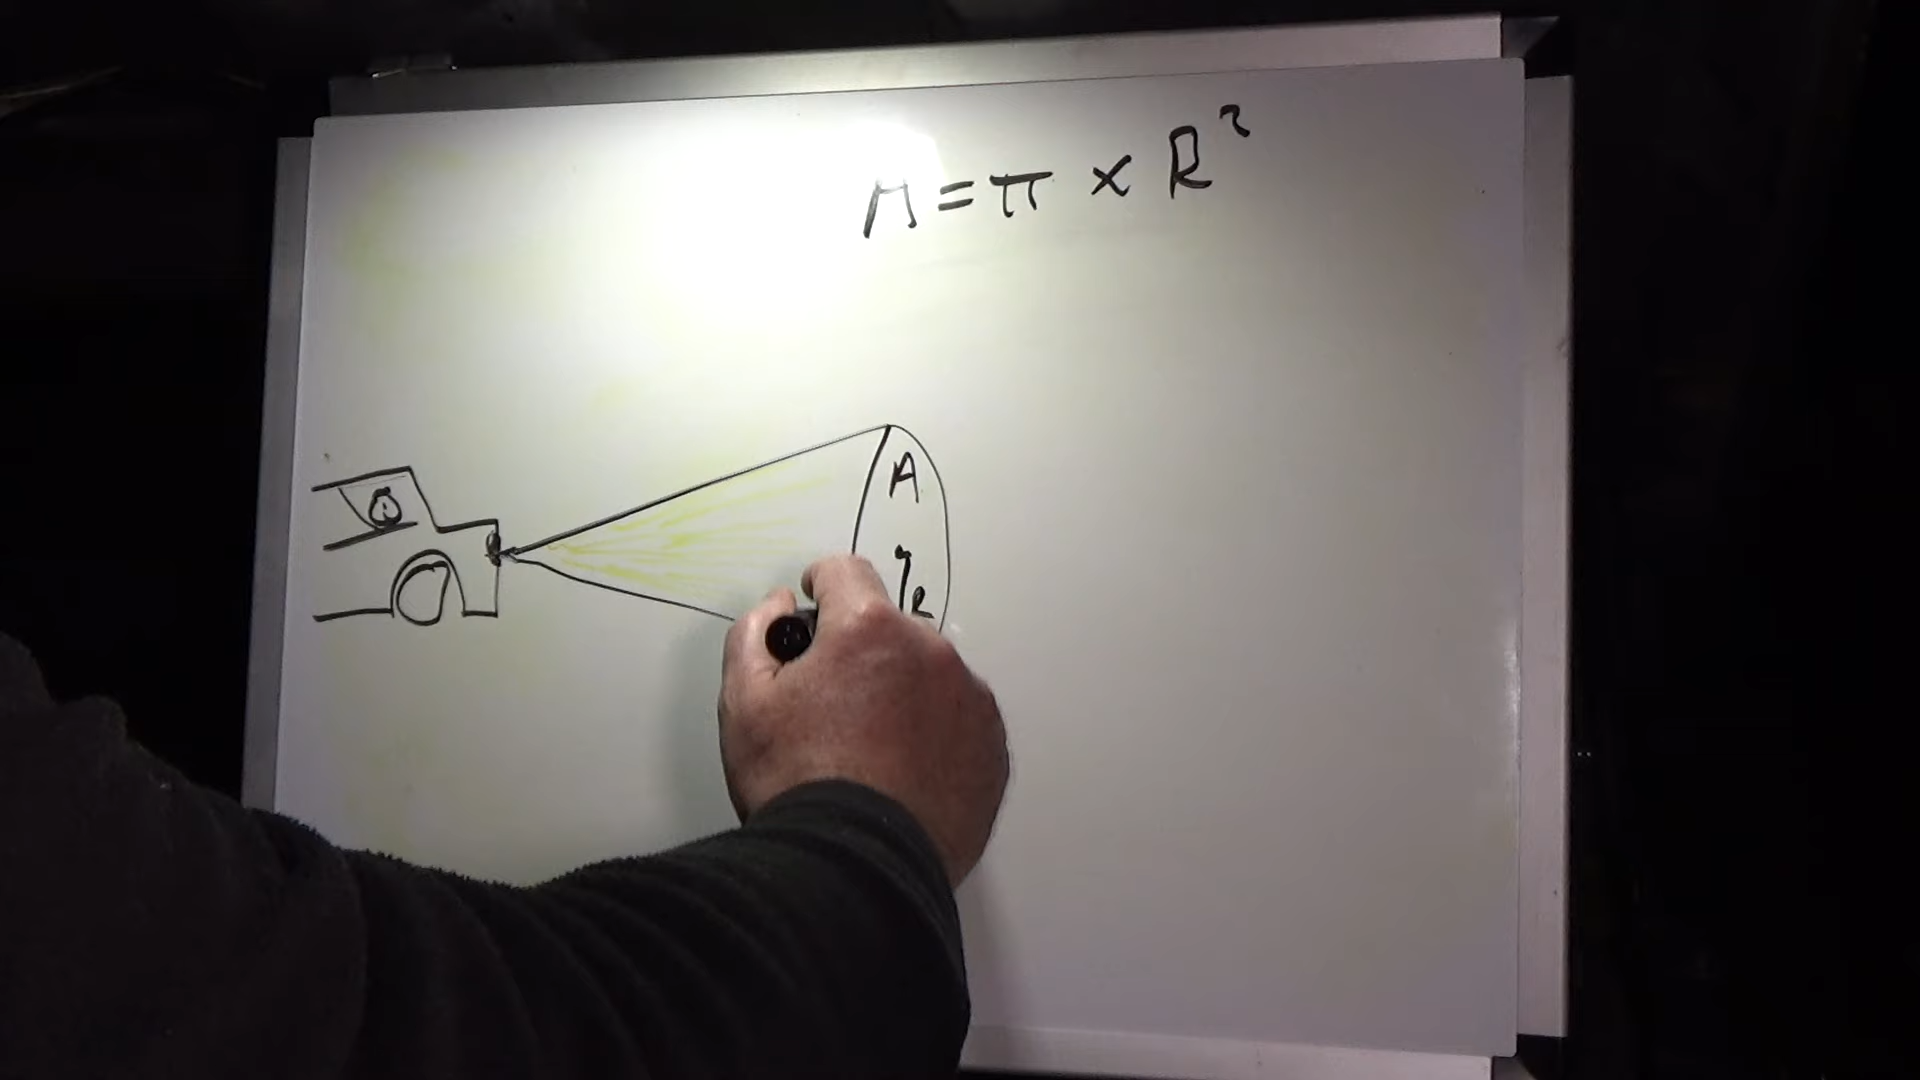 A = π × R²
A
R